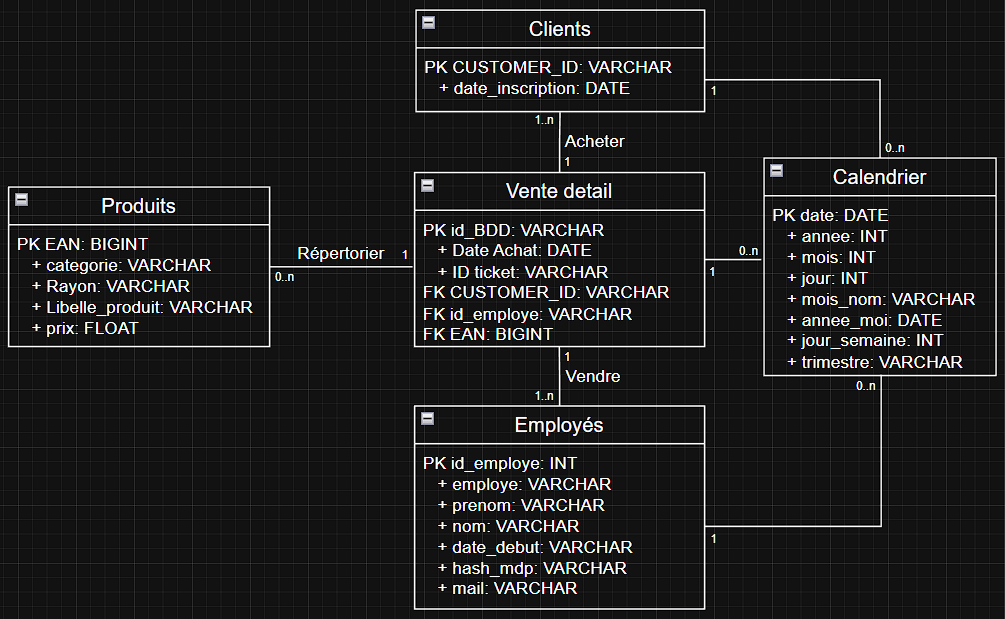 Clients
PK CUSTOMER_ID: VARCHAR
+ date_inscription: DATE
1
0..n
1..n
Acheter
1
Calendrier
PK date: DATE
+ annee: INT
+ mois: INT
+ jour: INT
+ mois_nom: VARCHAR
+ annee_moi: DATE
+ jour_semaine: INT
+ trimestre: VARCHAR
0..n
Vente detail
PK id_BDD: VARCHAR
+ Date Achat: DATE
+ ID ticket: VARCHAR
FK CUSTOMER_ID: VARCHAR
FK id_employe: VARCHAR
FK EAN: BIGINT
0..n
1
Produits
PK EAN: BIGINT
+ categorie: VARCHAR
+ Rayon: VARCHAR
+ Libelle_produit: VARCHAR
+ prix: FLOAT
Répertorier
1
0..n
1
Vendre
1..n
Employés
PK id_employe: INT
+ employe: VARCHAR
+ prenom: VARCHAR
+ nom: VARCHAR
+ date_debut: VARCHAR
+ hash_mdp: VARCHAR
+ mail: VARCHAR
1